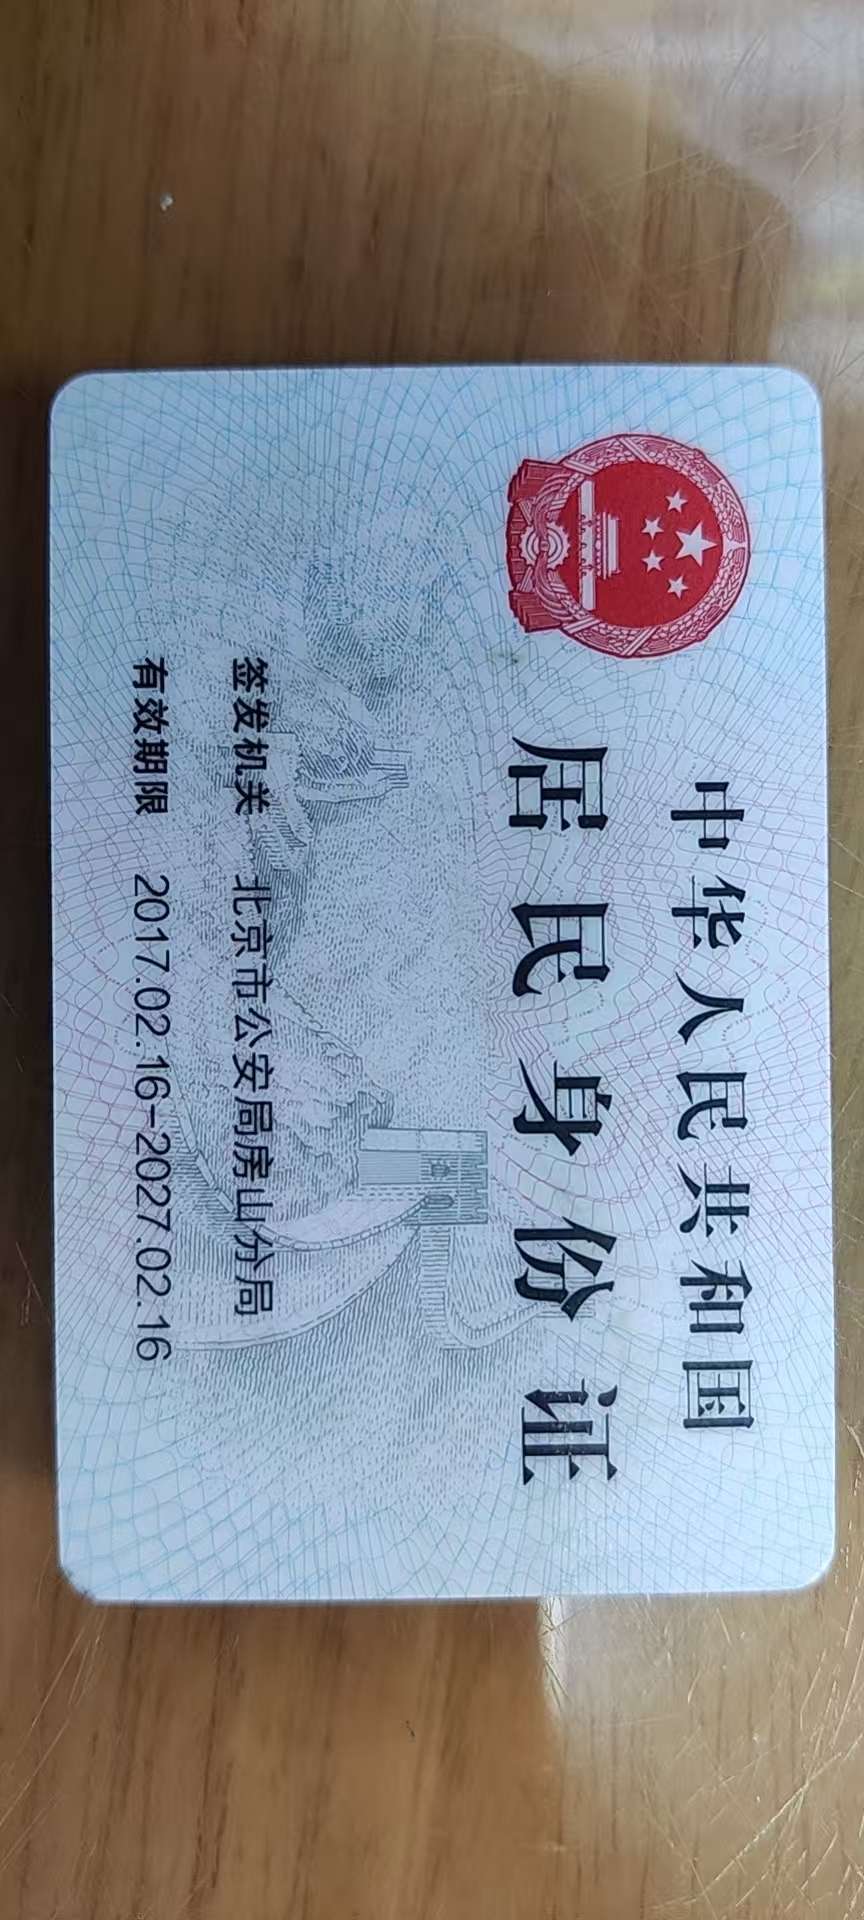 中华人民共和国
居民身份证
签发机关 北京市公安局房山分局
有效期限 2017.02.16-2027.02.16